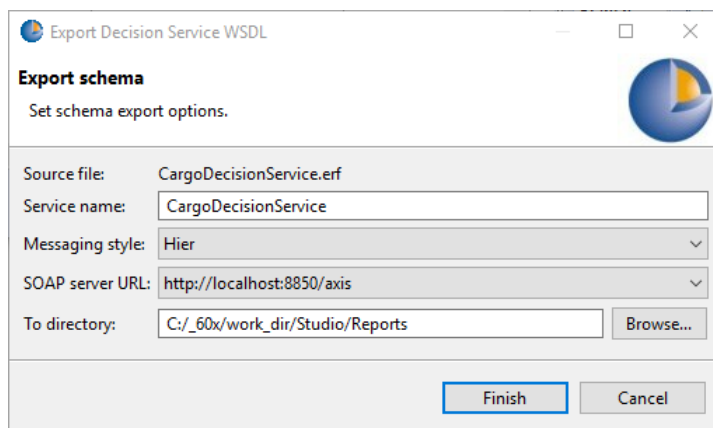 Export Decision Service WSDL
Export schema
Set schema export options.
Source file: CargoDecisionService.erf
Service name: CargoDecisionService
Messaging style: Hier
SOAP server URL: http://localhost:8850/axis
To directory: C:/_60x/work_dir/Studio/Reports Browse...
Finish Cancel